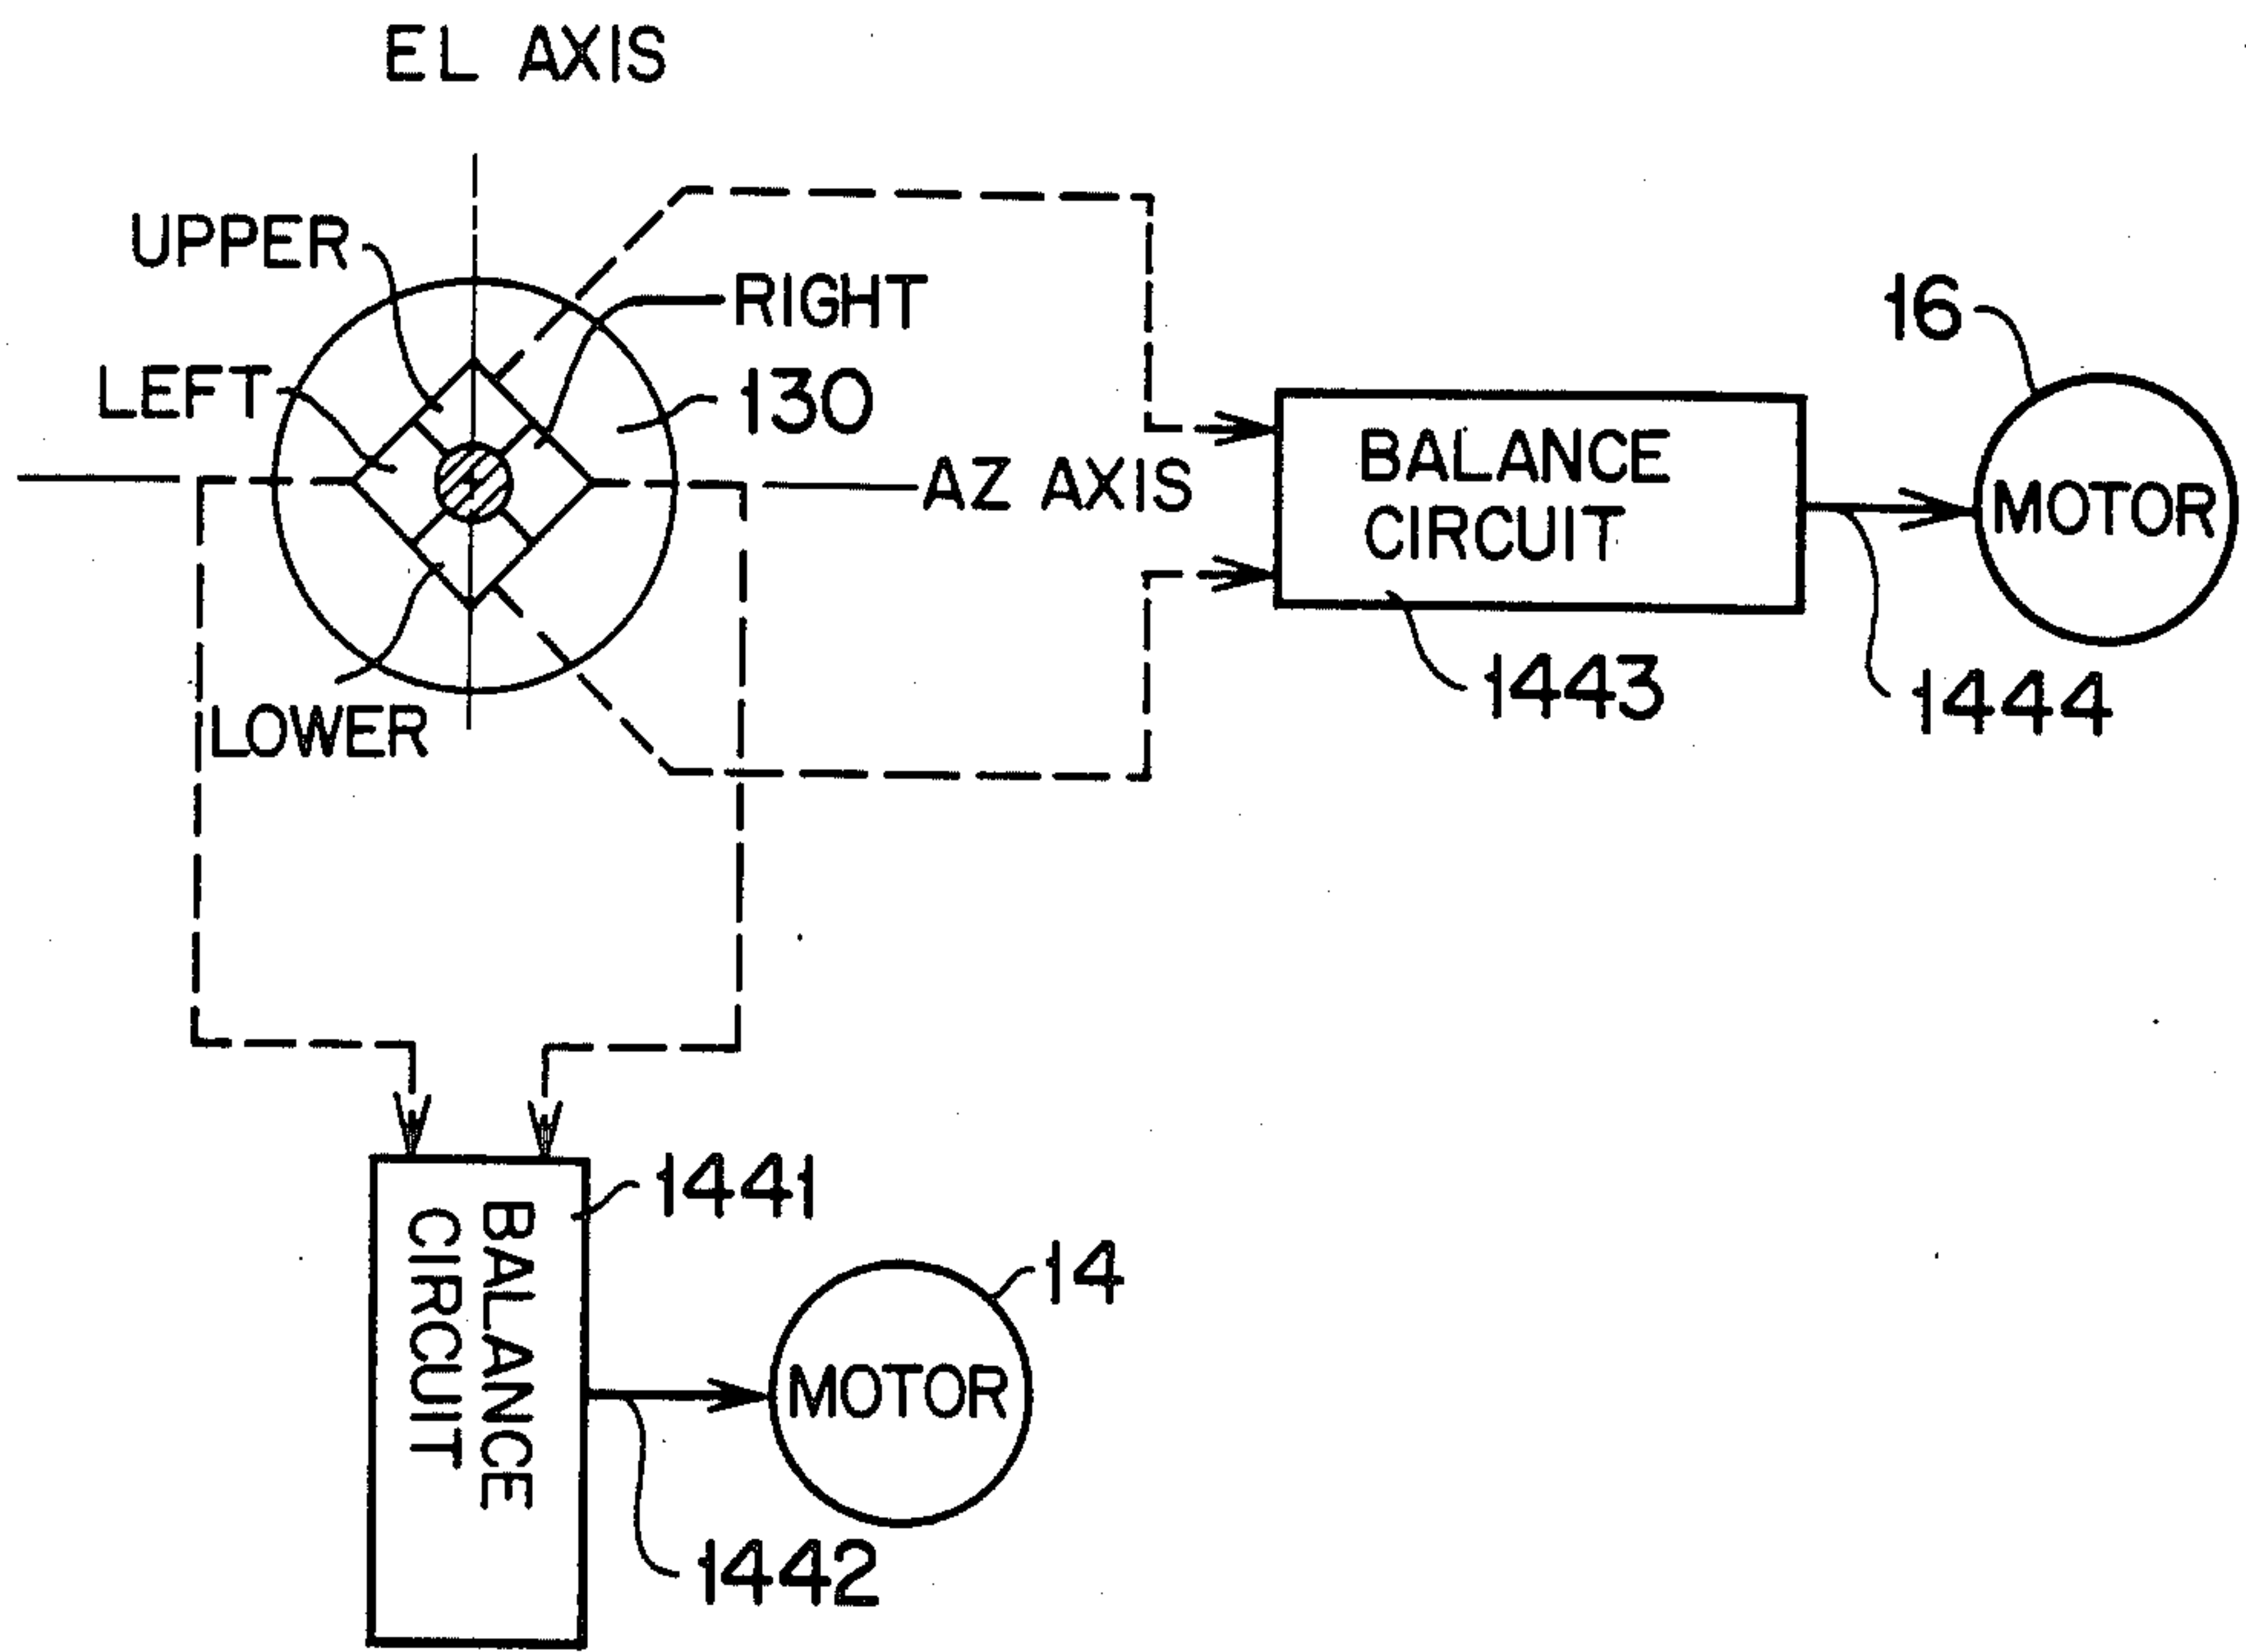 EL AXIS
UPPER
RIGHT
LEFT
130
AZ AXIS
LOWER
BALANCE
CIRCUIT
1443
16
MOTOR
1444
BALANCE
CIRCUIT
1441
14
MOTOR
1442